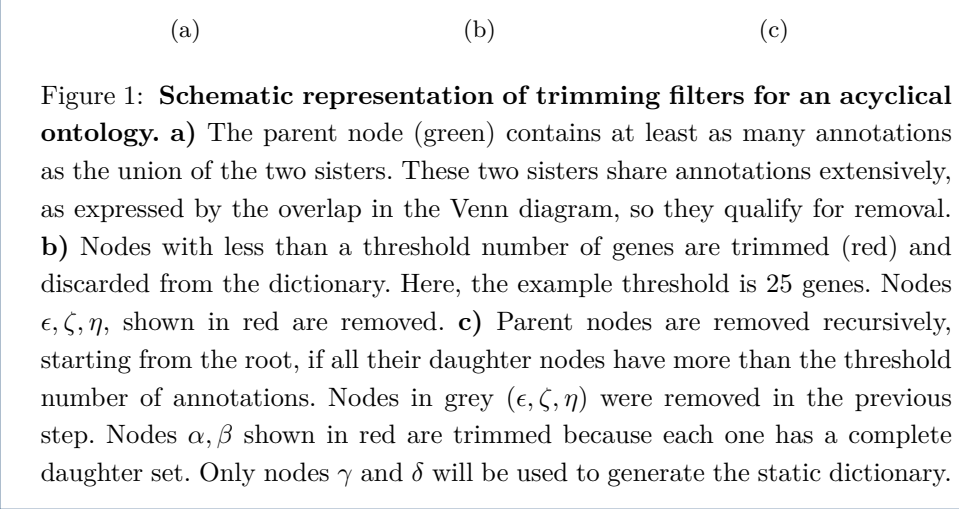 (a) (b) (c)
Figure 1: Schematic representation of trimming filters for an acyclical
ontology. a) The parent node (green) contains at least as many annotations
as the union of the two sisters. These two sisters share annotations extensively,
as expressed by the overlap in the Venn diagram, so they qualify for removal.
b) Nodes with less than a threshold number of genes are trimmed (red) and
discarded from the dictionary. Here, the example threshold is 25 genes. Nodes
ϵ, ζ, η, shown in red are removed. c) Parent nodes are removed recursively,
starting from the root, if all their daughter nodes have more than the threshold
number of annotations. Nodes in grey (ϵ, ζ, η) were removed in the previous
step. Nodes α, β shown in red are trimmed because each one has a complete
daughter set. Only nodes γ and δ will be used to generate the static dictionary.